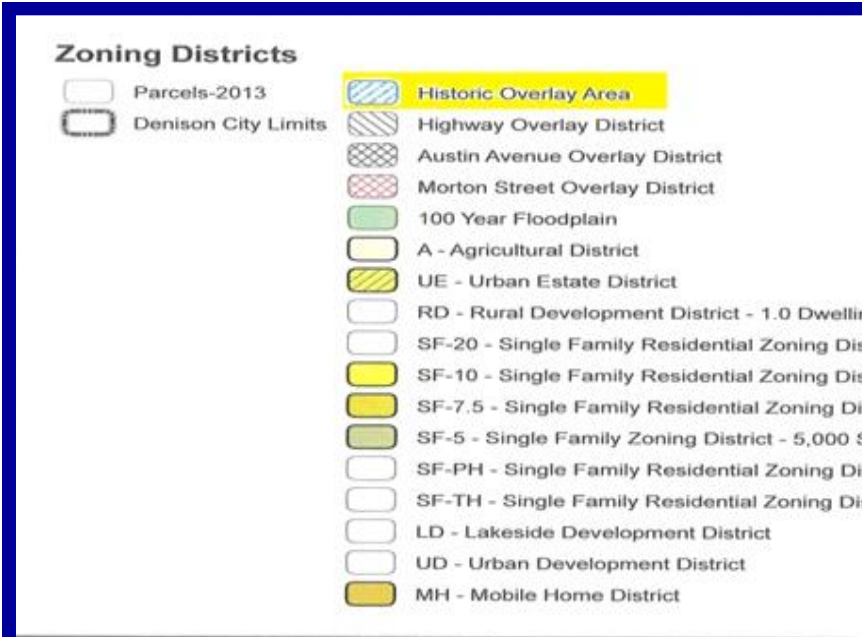 Zoning Districts
Parcels-2013
Denison City Limits
Historic Overlay Area
Highway Overlay District
Austin Avenue Overlay District
Morton Street Overlay District
100 Year Floodplain
A - Agricultural District
UE - Urban Estate District
RD - Rural Development District - 1.0
SF-20 - Single Family Residential Zoning
SF-10 - Single Family Residential Zoning
SF-7.5 - Single Family Residential Zoning
SF-5 - Single Family Zoning District - 5,000
SF-PH - Single Family Residential Zoning
SF-TH - Single Family Residential Zoning
LD - Lakeside Development District
UD - Urban Development District
MH - Mobile Home District